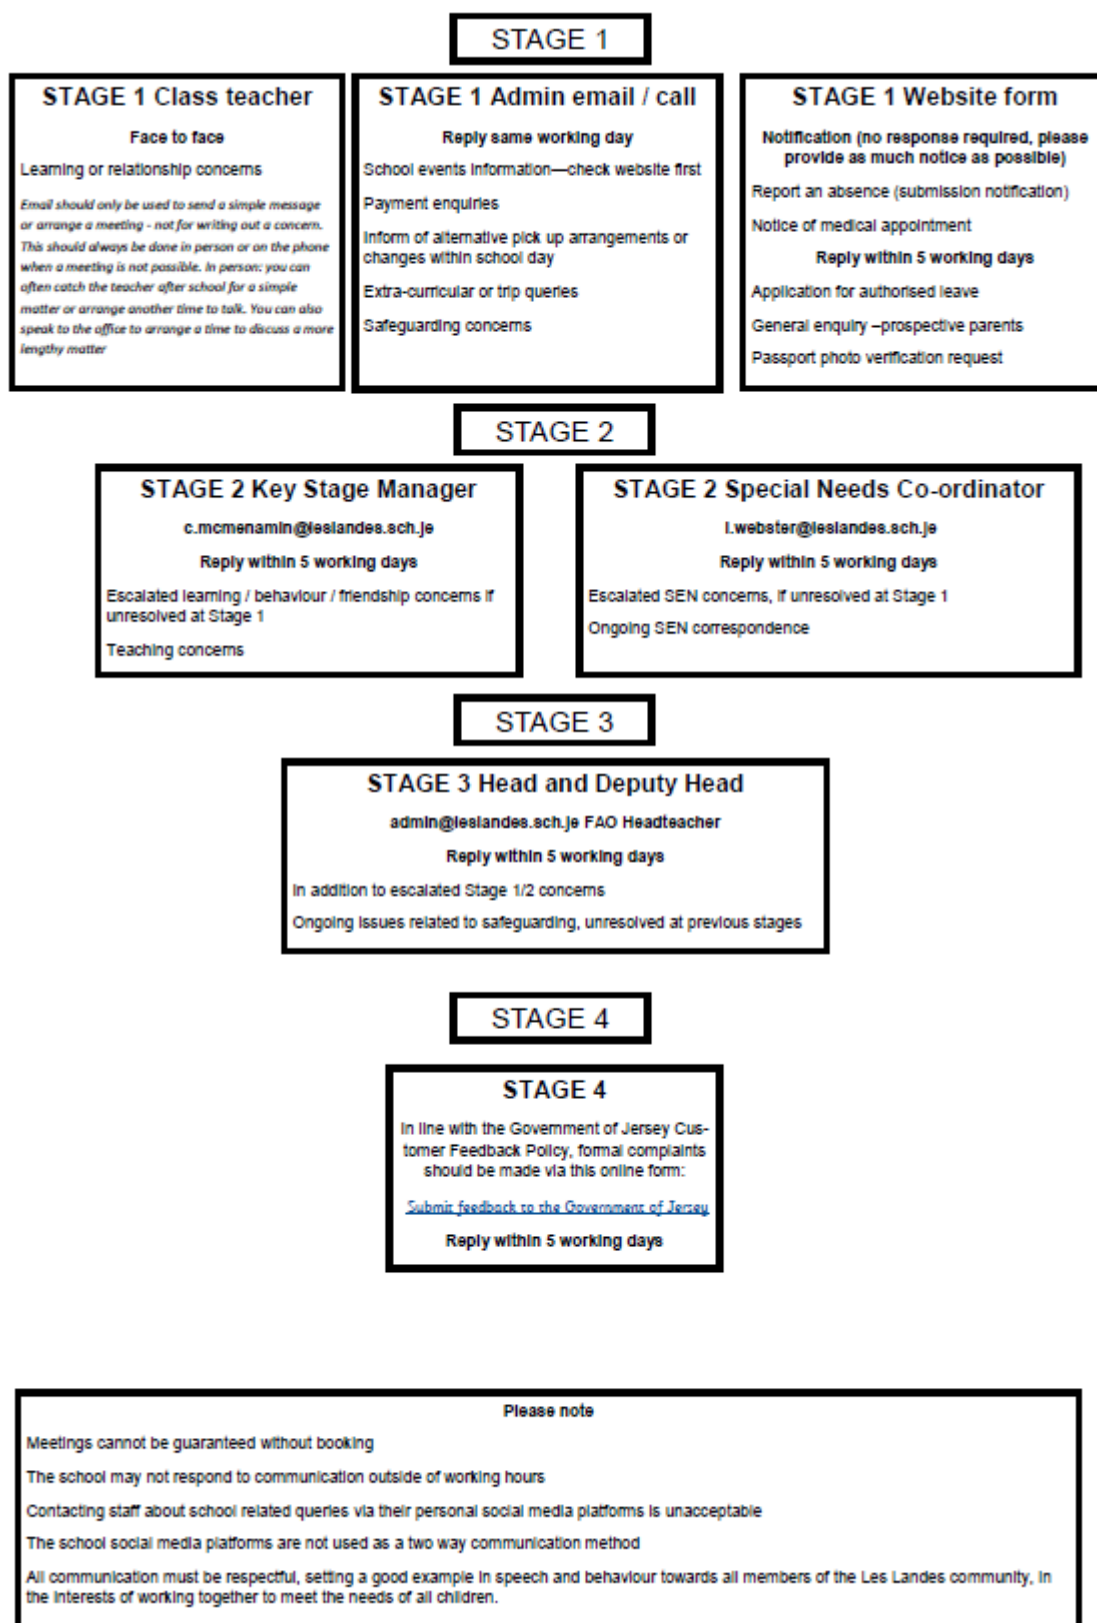 STAGE 1
STAGE 1 Class teacher
Face to face
Learning or relationship concerns
Email should only be used to send a simple message
or arrange a meeting - not for writing out a concern.
This should always be done in person or on the phone
when a meeting is not possible. In person: you can
often catch the teacher after school for a simple
matter or arrange another time to talk. You can also
speak to the office to arrange a time to discuss a more
lengthy matter
STAGE 1 Admin email / call
Reply same working day
School events information—check website first
Payment enquiries
Inform of alternative pick up arrangements or
changes within school day
Extra-curricular or trip queries
Safeguarding concerns
STAGE 1 Website form
Notification (no response required, please
provide as much notice as possible)
Report an absence (submission notification)
Notice of medical appointment
Reply within 5 working days
Application for authorised leave
General enquiry –prospective parents
Passport photo verification request
STAGE 2
STAGE 2 Key Stage Manager
c.mcmenamin@leslandes.sch.je
Reply within 5 working days
Escalated learning / behaviour / friendship concerns if
unresolved at Stage 1
Teaching concerns
STAGE 2 Special Needs Co-ordinator
l.webster@leslandes.sch.je
Reply within 5 working days
Escalated SEN concerns, if unresolved at Stage 1
Ongoing SEN correspondence
STAGE 3
STAGE 3 Head and Deputy Head
admin@leslandes.sch.je FAO Headteacher
Reply within 5 working days
In addition to escalated Stage 1/2 concerns
Ongoing issues related to safeguarding, unresolved at previous stages
STAGE 4
STAGE 4
In line with the Government of Jersey Cus-
tomer Feedback Policy, formal complaints
should be made via this online form:
Submit feedback to the Government of Jersey
Reply within 5 working days
Please note
Meetings cannot be guaranteed without booking
The school may not respond to communication outside of working hours
Contacting staff about school related queries via their personal social media platforms is unacceptable
The school social media platforms are not used as a two way communication method
All communication must be respectful, setting a good example in speech and behaviour towards all members of the Les Landes community, in
the interests of working together to meet the needs of all children.